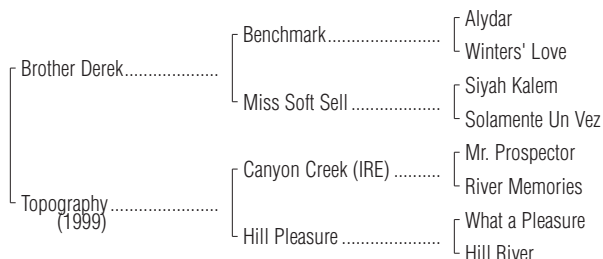 Alydar
Benchmark.......................
Winters' Love
Brother Derek...................
Siyah Kalem
Miss Soft Sell ..................
Solamente Un Vez
Mr. Prospector
Canyon Creek (IRE) .........
River Memories
Topography......................
(1999)
What a Pleasure
Hill Pleasure ....................
Hill River